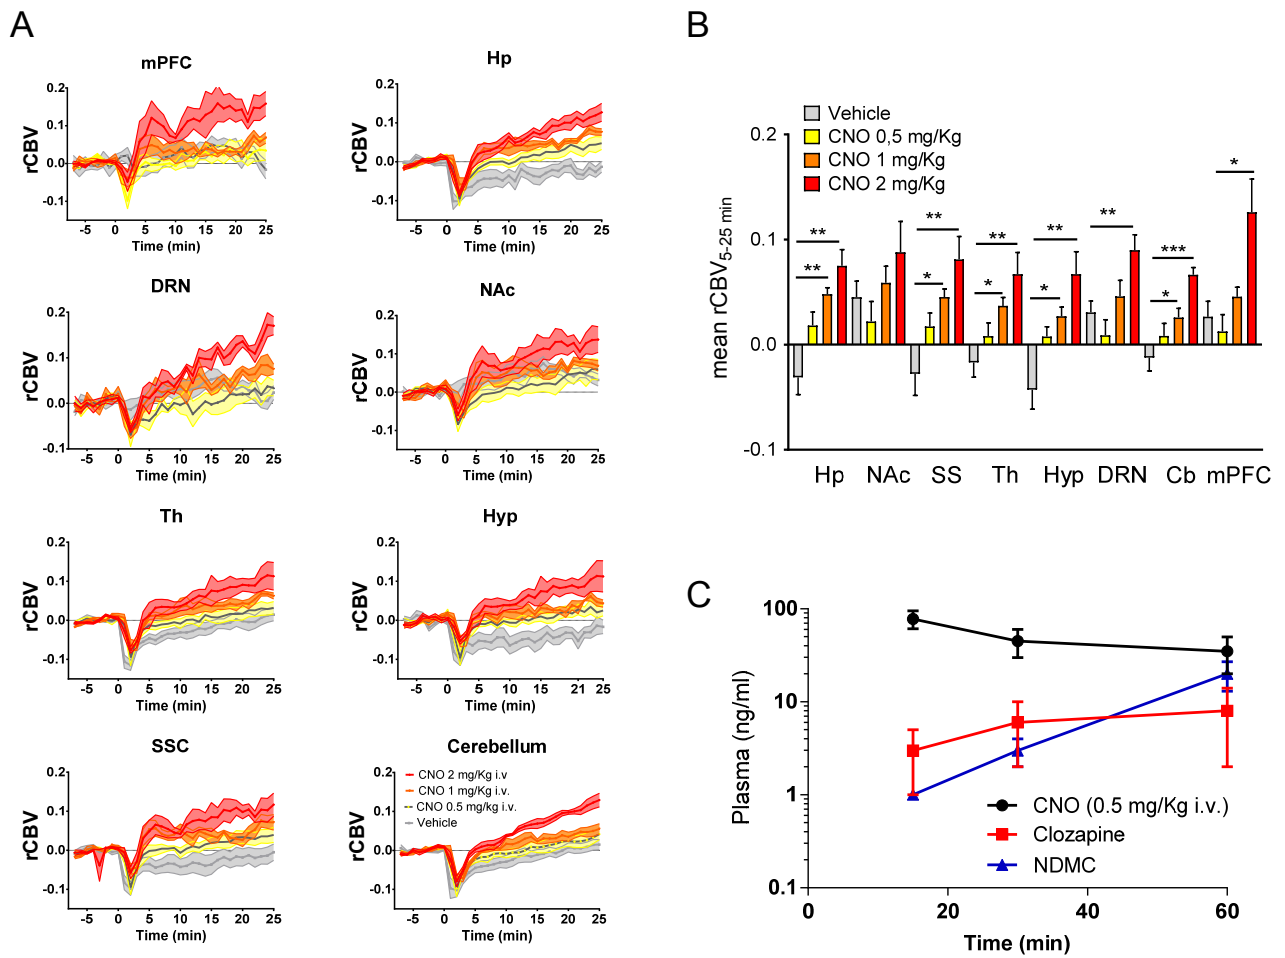 A
mPFC
rCBV
0.2
0.1
0.0
-0.1
-5 0 5 10 15 20 25
Time (min)
Hp
rCBV
0.2
0.1
0.0
-0.1
-5 0 5 10 15 20 25
Time (min)
DRN
rCBV
0.2
0.1
0.0
-0.1
-5 0 5 10 15 20 25
Time (min)
NAc
rCBV
0.2
0.1
0.0
-0.1
-5 0 5 10 15 20 25
Time (min)
Th
rCBV
0.2
0.1
0.0
-0.1
-5 0 5 10 15 20 25
Time (min)
Hyp
rCBV
0.2
0.1
0.0
-0.1
-5 0 5 10 15 21 25
Time (min)
SSC
rCBV
0.2
0.1
0.0
-0.1
-5 0 5 10 15 20 25
Time (min)
Cerebellum
rCBV
0.2
0.1
0.0
-0.1
CNO 2 mg/Kg i.v
CNO 1 mg/Kg i.v.
CNO 0.5 mg/kg i.v.
Vehicle
-5 0 5 10 15 20 25
Time (min)
B
Vehicle
CNO 0,5 mg/Kg
CNO 1 mg/Kg
CNO 2 mg/Kg
mean rCBV5-25 min
0.2
0.1
0.0
-0.1
** ** ** * ** * ** * ** *** * *
Hp NAc SS Th Hyp DRN Cb mPFC
C
Plasma (ng/ml)
100
10
1
0.1
CNO (0.5 mg/Kg i.v.)
Clozapine
NDMC
0 20 40 60
Time (min)